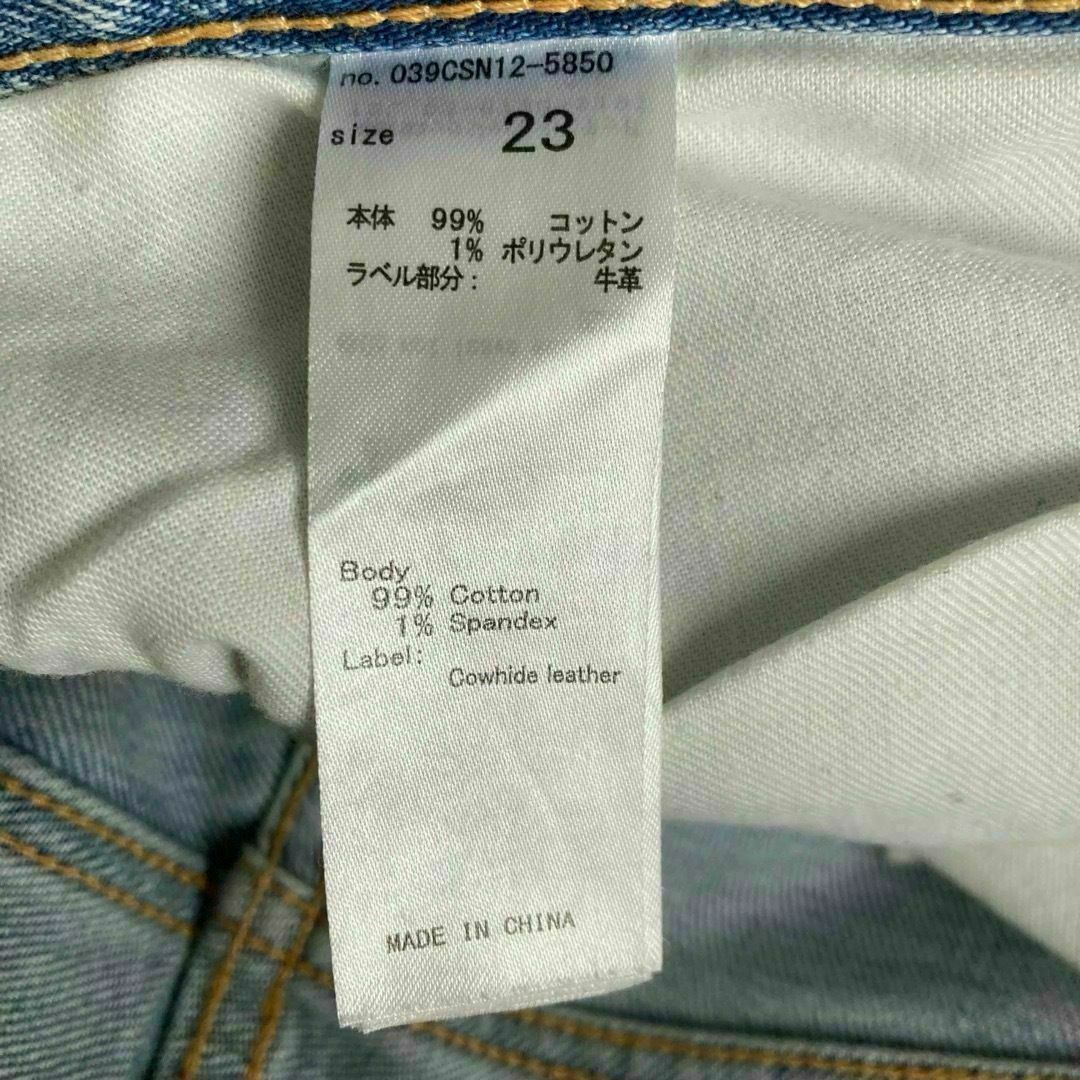 no. 039CSN12-5850
size 23
本体 99% コットン
1% ポリウレタン
ラベル部分: 牛革
Body
99% Cotton
1% Spandex
Label:
Cowhide leather
MADE IN CHINA